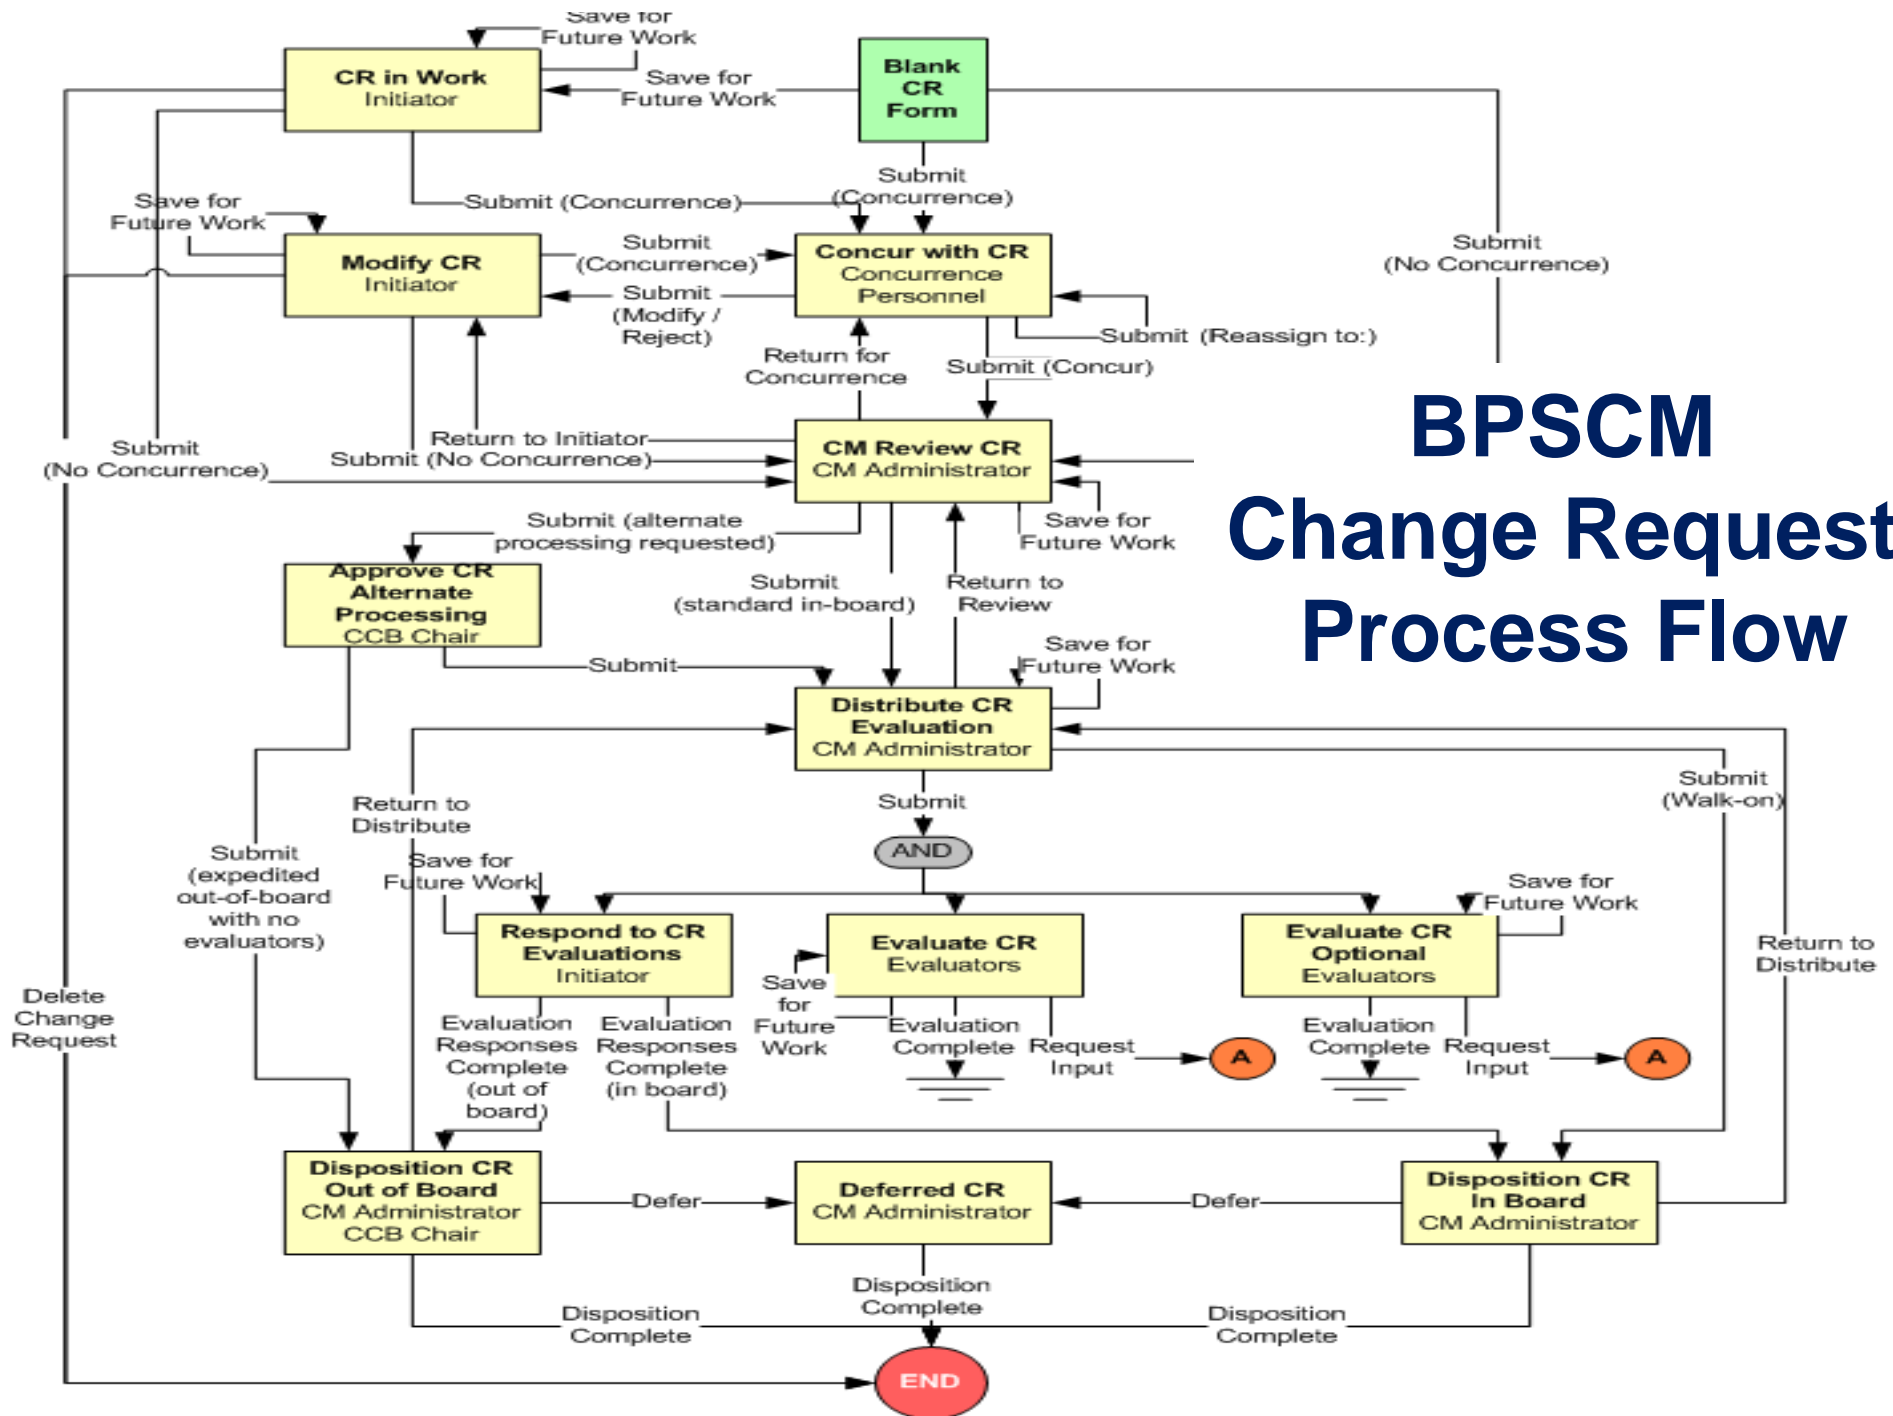 Save for
Future Work
CR in Work
Initiator
Save for
Future Work
Blank
CR
Form
Submit
(Concurrence)
Submit (Concurrence)
Save for
Future Work
Modify CR
Initiator
Submit
(Concurrence)
Submit
(Modify /
Reject)
Concur with CR
Concurrence
Personnel
Submit
(No Concurrence)
Submit (Reassign to:)
Return for
Concurrence
Submit (Concur)
BPSCM
Change Request
Process Flow
Submit
(No Concurrence)
Return to Initiator
Submit (No Concurrence)
CM Review CR
CM Administrator
Submit (alternate
processing requested)
Save for
Future Work
Approve CR
Alternate
Processing
CCB Chair
Submit
(standard in-board)
Return to
Review
Submit
Save for
Future Work
Distribute CR
Evaluation
CM Administrator
Submit
(Walk-on)
Return to
Distribute
Submit
AND
Submit
(expedited
out-of-board
with no
evaluators)
Save for
Future Work
Save for
Future Work
Respond to CR
Evaluations
Initiator
Evaluate CR
Evaluators
Evaluate CR
Optional
Evaluators
Return to
Distribute
Delete
Change
Request
Evaluation
Responses
Complete
(out of
board)
Evaluation
Responses
Complete
(in board)
Save
for
Future
Work
Evaluation
Complete
Request
Input
A
Evaluation
Complete
Request
Input
A
Disposition CR
Out of Board
CM Administrator
CCB Chair
Defer
Deferred CR
CM Administrator
Defer
Disposition CR
In Board
CM Administrator
Disposition
Complete
Disposition
Complete
Disposition
Complete
END